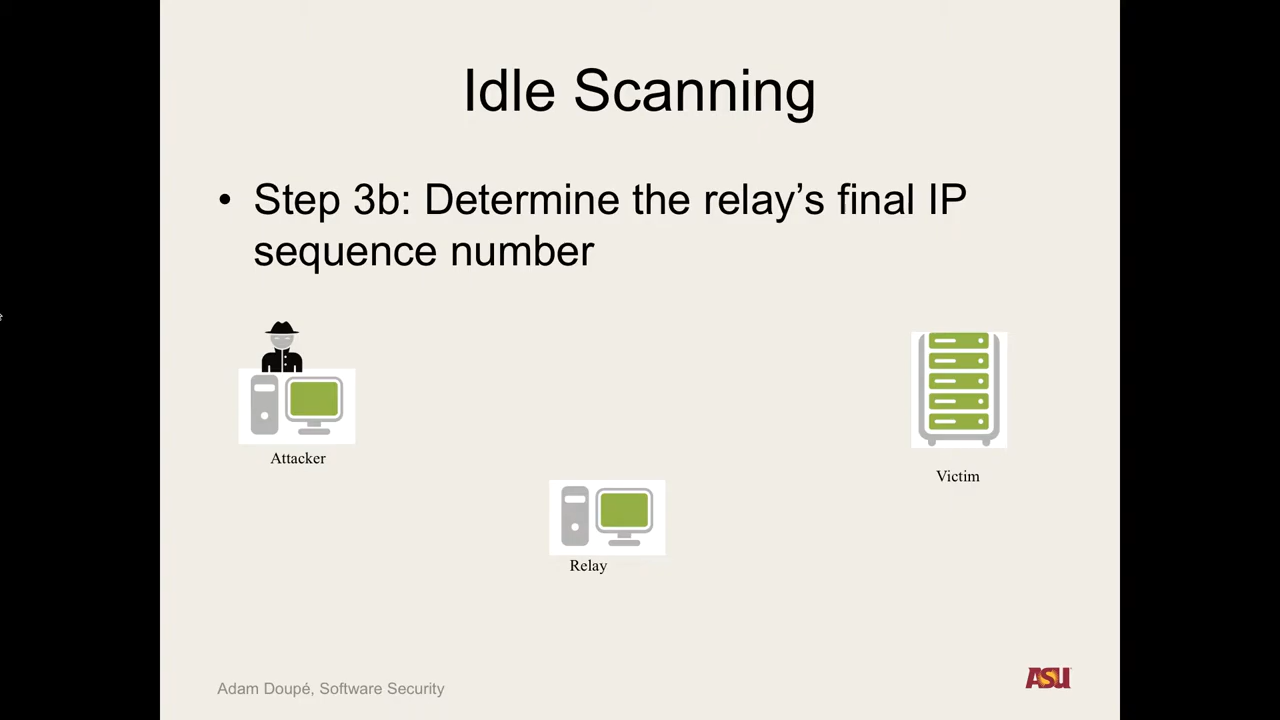 Idle Scanning
• Step 3b: Determine the relay’s final IP
sequence number
Attacker
Victim
Relay
Adam Doupé, Software Security
ASU